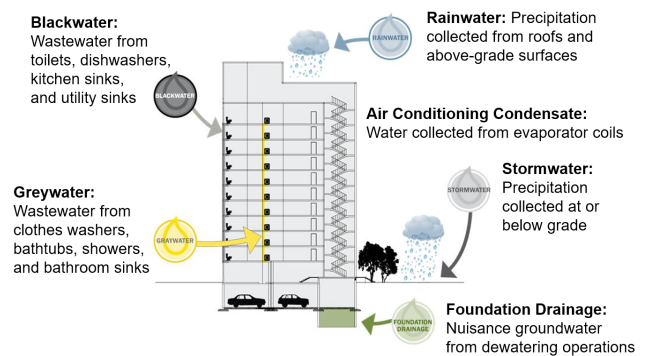 Blackwater:
Wastewater from
toilets, dishwashers,
kitchen sinks,
and utility sinks
BLACKWATER
Rainwater: Precipitation
collected from roofs and
above-grade surfaces
RAINWATER
Air Conditioning Condensate:
Water collected from evaporator coils
Stormwater:
Precipitation
collected at or
below grade
STORMWATER
Greywater:
Wastewater from
clothes washers,
bathtubs, showers,
and bathroom sinks
GRAYWATER
Foundation Drainage:
Nuisance groundwater
from dewatering operations
FOUNDATION
DRAINAGE